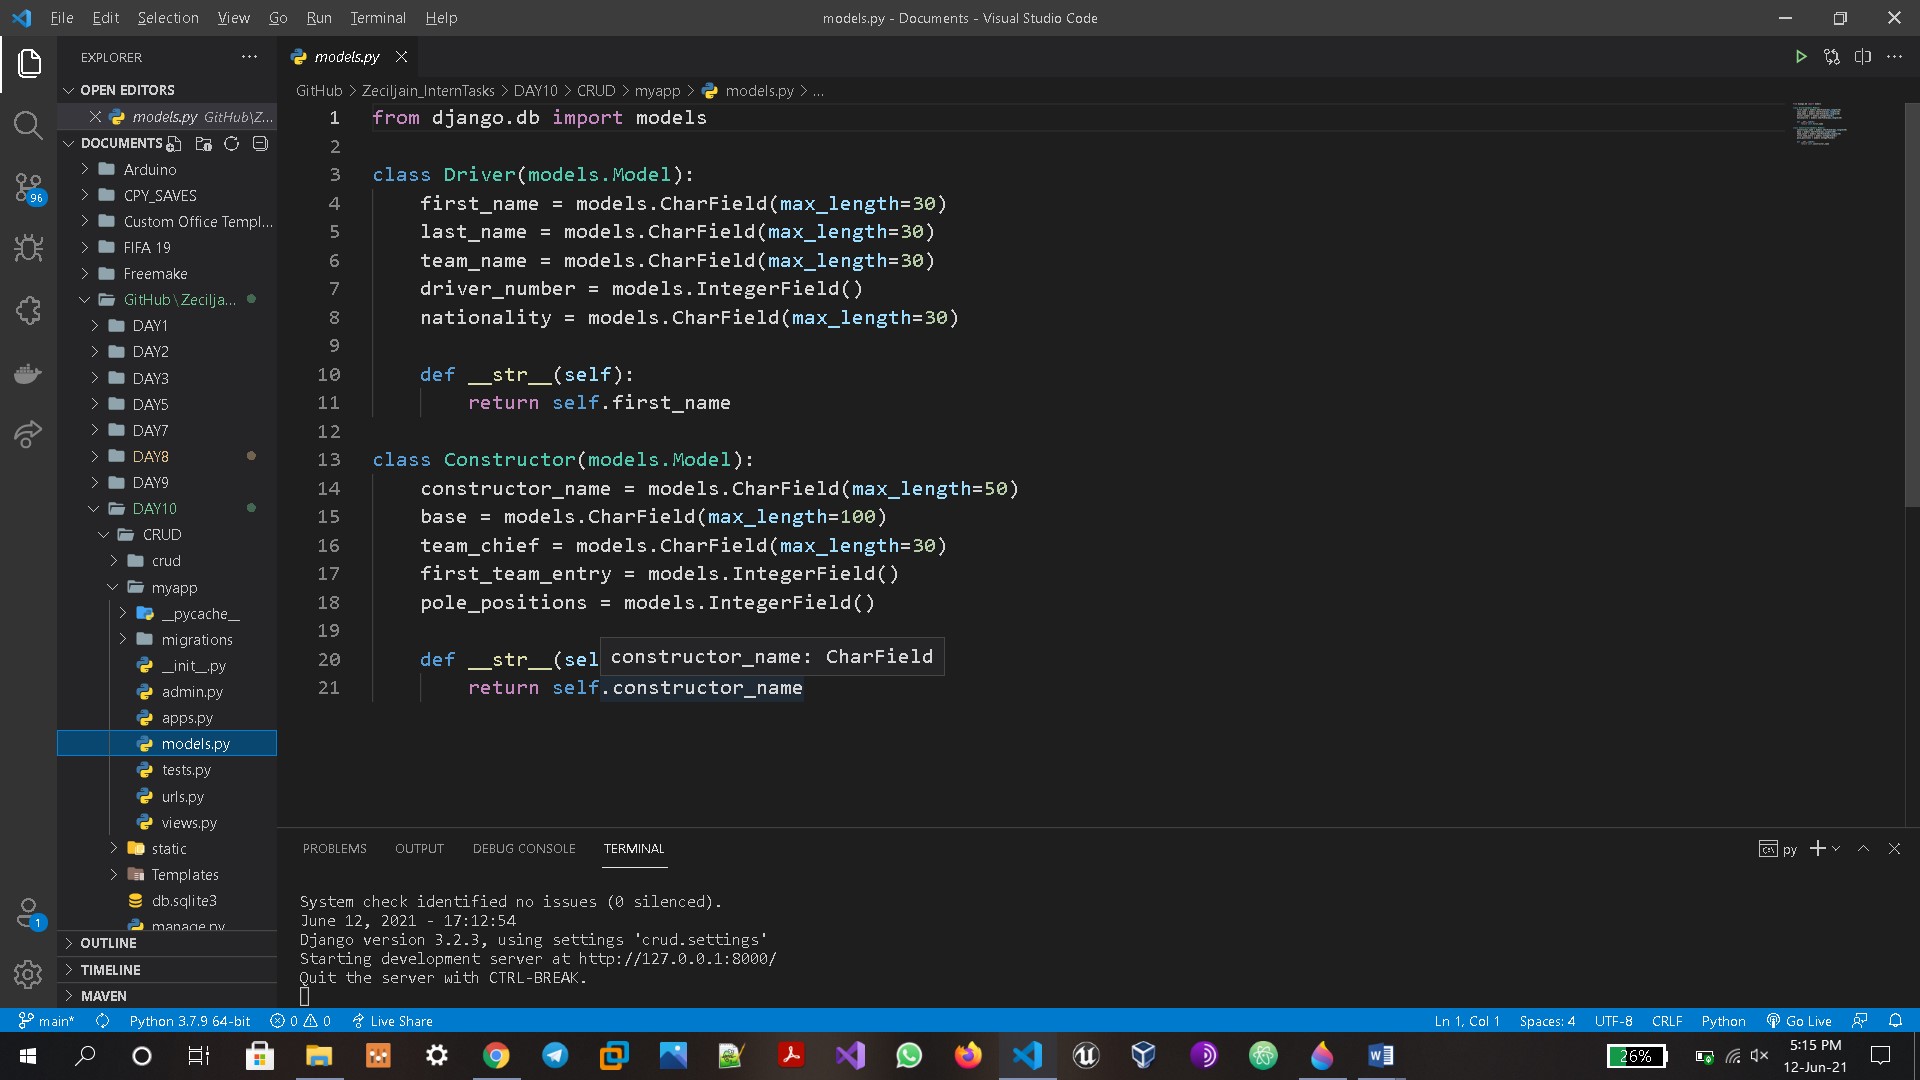 File Edit Selection View Go Run Terminal Help
models.py - Documents - Visual Studio Code
EXPLORER
OPEN EDITORS
models.py GitHub\Z...
DOCUMENTS
Arduino
CPY_SAVES
Custom Office Templ...
FIFA 19
Freemake
GitHub\Zecilja...
DAY1
DAY2
DAY3
DAY5
DAY7
DAY8
DAY9
DAY10
CRUD
crud
myapp
__pycache__
migrations
__init__.py
admin.py
apps.py
models.py
tests.py
urls.py
views.py
static
Templates
db.sqlite3
manage.py
OUTLINE
TIMELINE
MAVEN
96
1
models.py
GitHub > Zeciljain_InternTasks > DAY10 > CRUD > myapp > models.py > ...
1 from django.db import models
2
3 class Driver(models.Model):
4 first_name = models.CharField(max_length=30)
5 last_name = models.CharField(max_length=30)
6 team_name = models.CharField(max_length=30)
7 driver_number = models.IntegerField()
8 nationality = models.CharField(max_length=30)
9
10 def __str__(self):
11 return self.first_name
12
13 class Constructor(models.Model):
14 constructor_name = models.CharField(max_length=50)
15 base = models.CharField(max_length=100)
16 team_chief = models.CharField(max_length=30)
17 first_team_entry = models.IntegerField()
18 pole_positions = models.IntegerField()
19
20 def __str__(sel
constructor_name: CharField
21 return self.constructor_name
PROBLEMS OUTPUT DEBUG CONSOLE TERMINAL
py
System check identified no issues (0 silenced).
June 12, 2021 - 17:12:54
Django version 3.2.3, using settings 'crud.settings'
Starting development server at http://127.0.0.1:8000/
Quit the server with CTRL-BREAK.
main* Python 3.7.9 64-bit 0 0 Live Share
Ln 1, Col 1 Spaces: 4 UTF-8 CRLF Python Go Live
26%
5:15 PM
12-Jun-21